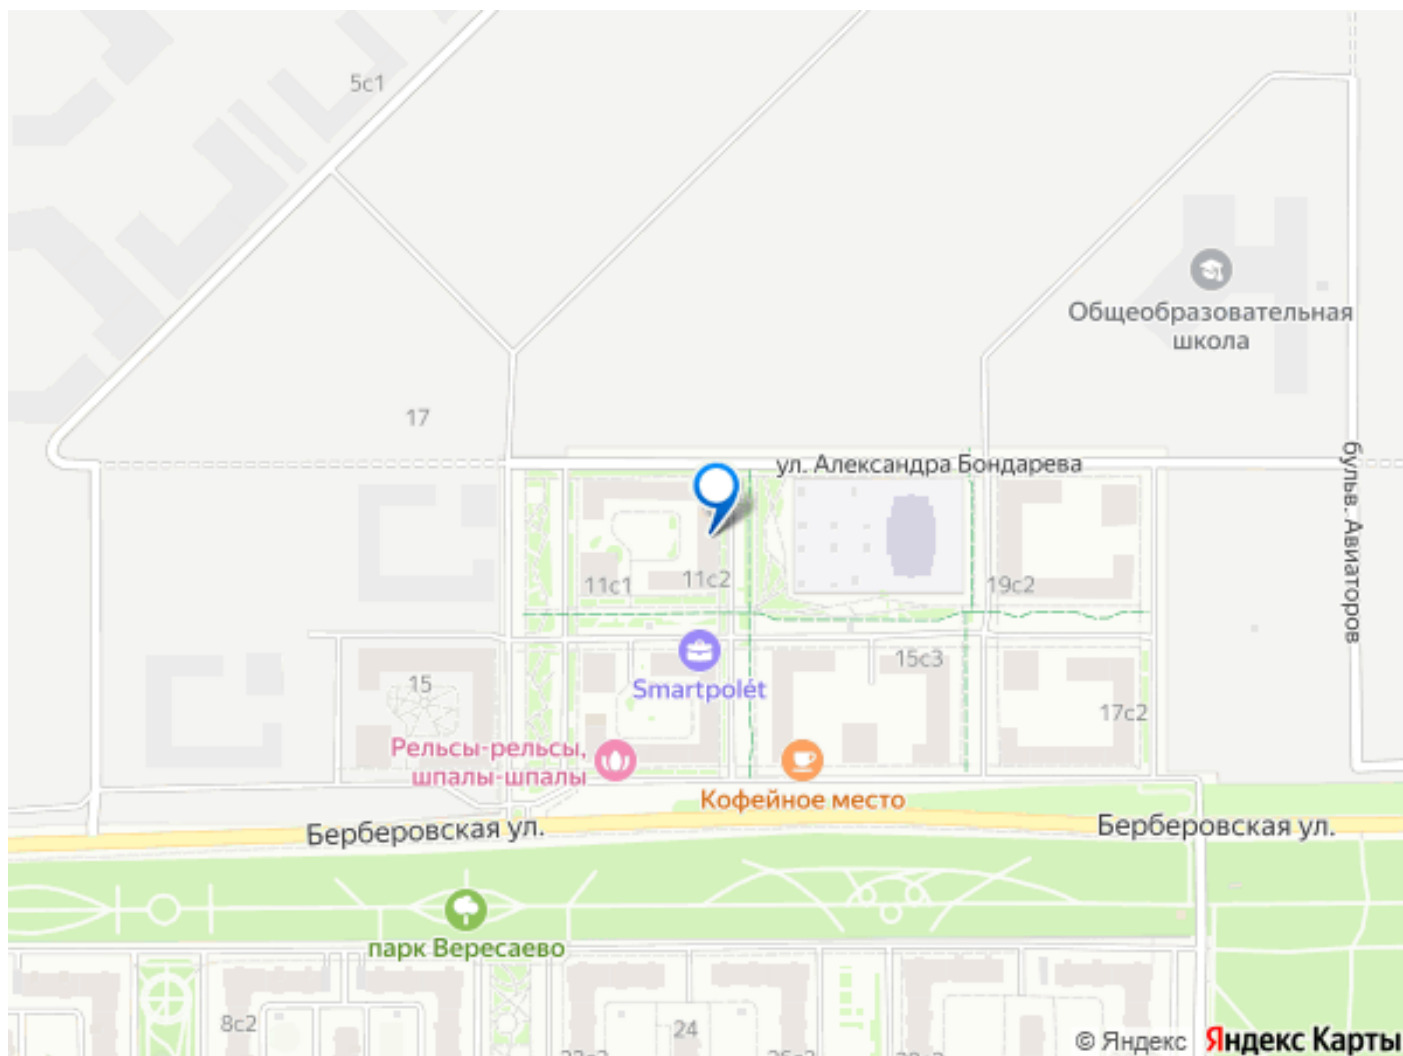 5с1
Общеобразовательная
школа
17
ул. Александра Бондарева
бульв. Авиаторов
11с1
11с2
19с2
15с3
15
Smartpolét
17с2
Рельсы-рельсы,
шпалы-шпалы
Кофейное место
Берберовская ул.
Берберовская ул.
парк Вересаево
8с2
24
© Яндекс
Яндекс Карты